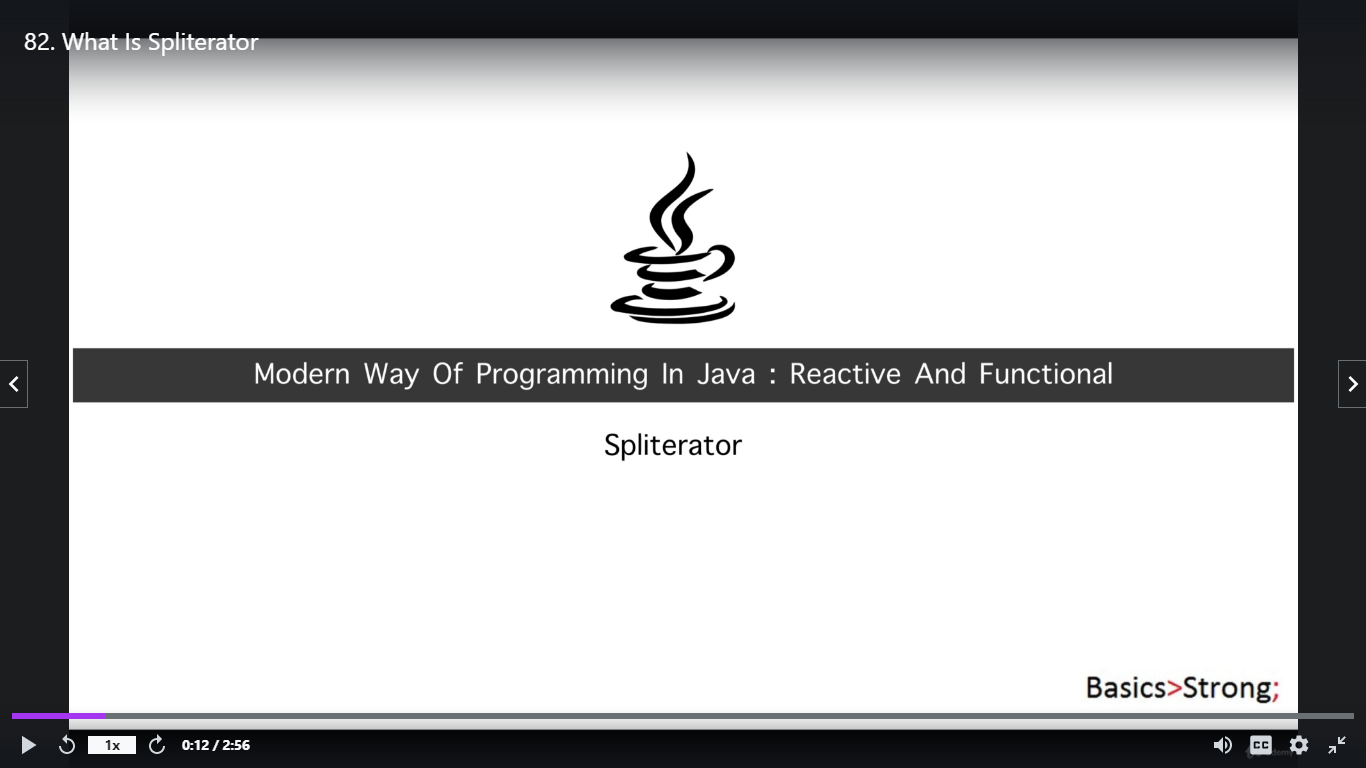 82. What Is Spliterator
Modern Way Of Programming In Java : Reactive And Functional
Spliterator
Basics>Strong;
1x
0:12 / 2:56
CC